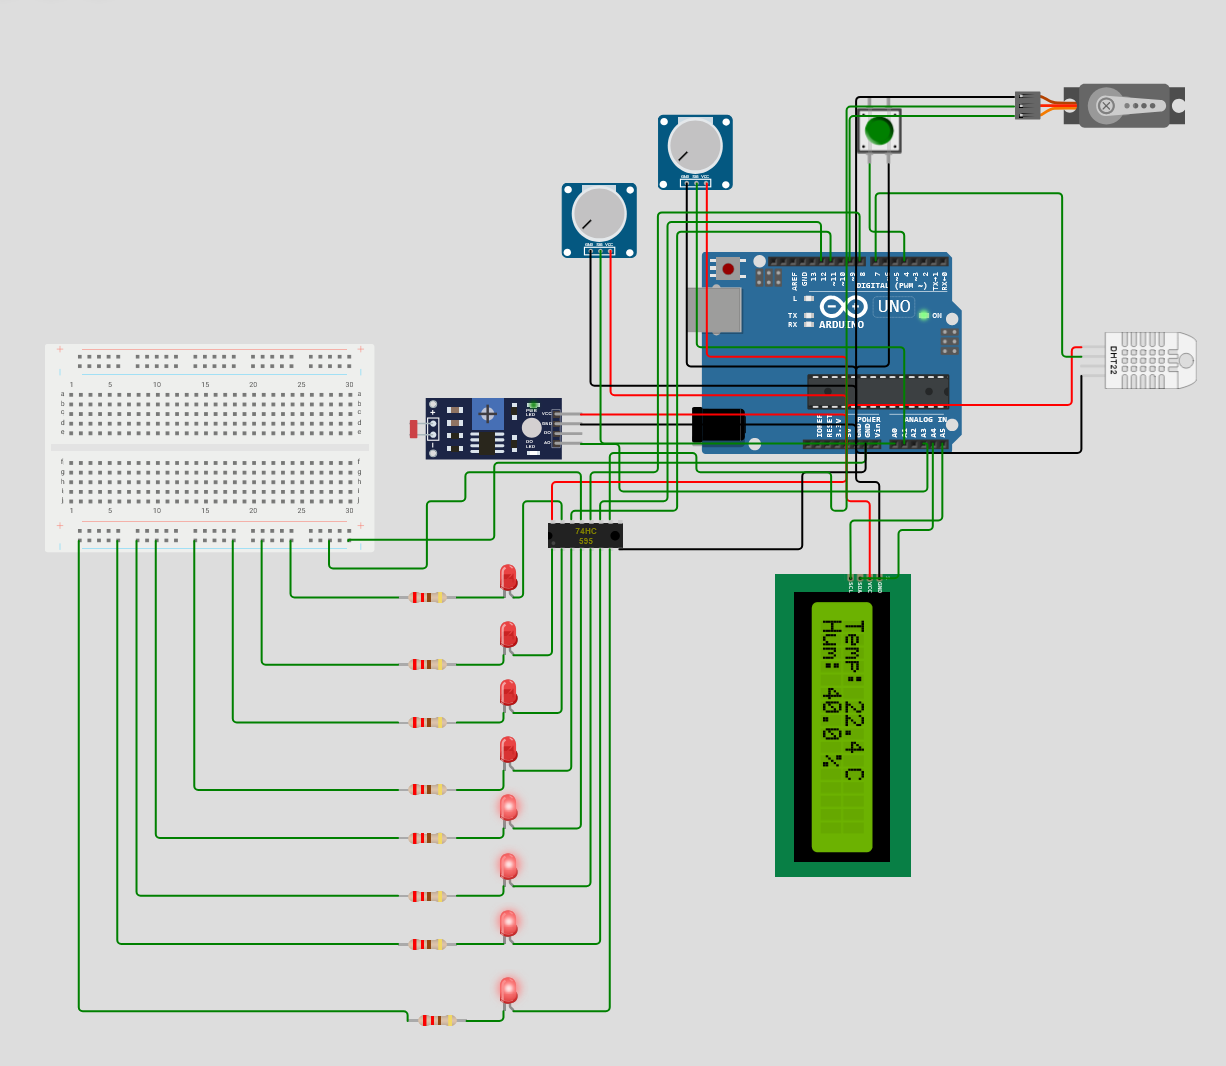 GND SIG VCC
GND SIG VCC
AREF
GND
13
12
~11
~10
~9
8
7
~5
4
~3
2
TX→1
RX←0
DIGITAL (PWM ~)
L
TX
RX
ARDUINO
UNO
ON
DHT22
1 5 10 15 20 25 30
a a
b b
c c
d d
e e
f f
g g
h h
i i
j j
1 5 10 15 20 25 30
PWR
LED
DO
LED
VCC
GND
DO
AO
IOREF
RESET
3.3V
5V
GND
GND
Vin
POWER
ANALOG IN
A0
A1
A2
A3
A4
A5
74HC
595
SCL
SDA
VCC
GND
Temp: 22.4 C
Hum: 40.0 %